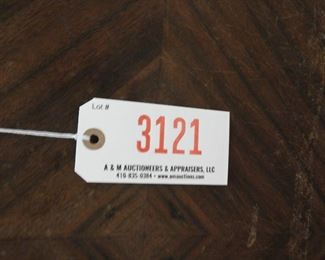 Lot #
3121
A & M AUCTIONEERS & APPRAISERS, LLC
410-835-0384 • www.amauctions.com